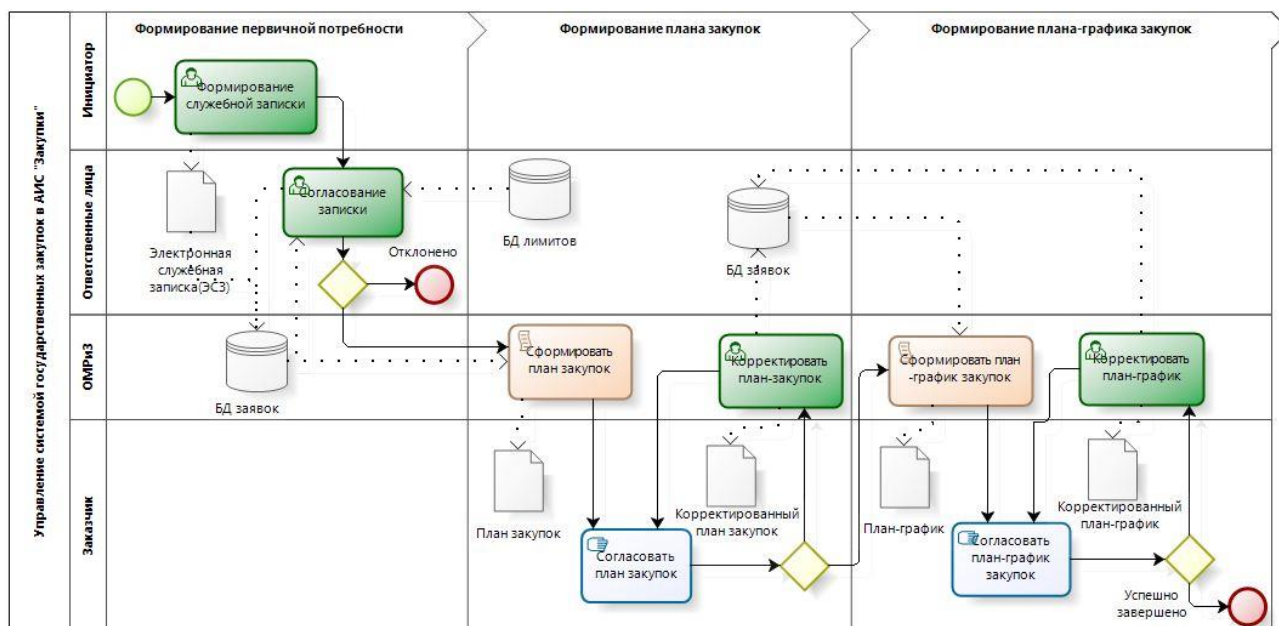 Управление системой государственных закупок в АИС "Закупки"
Формирование первичной потребности
Формирование плана закупок
Формирование плана-графика закупок
Инициатор
Формирование
служебной записки
Ответственные лица
Согласование
записки
Электронная
служебная
записка(ЭСЗ)
Отклонено
БД лимитов
БД заявок
ОМРиЗ
БД заявок
Сформировать
план закупок
Корректировать
план-закупок
Сформировать план
-график закупок
Корректировать
план-график
Заказчик
План закупок
Корректированный
план закупок
План-график
Корректированный
план-график
Согласовать
план закупок
Согласовать
план-график
закупок
Успешно
завершено